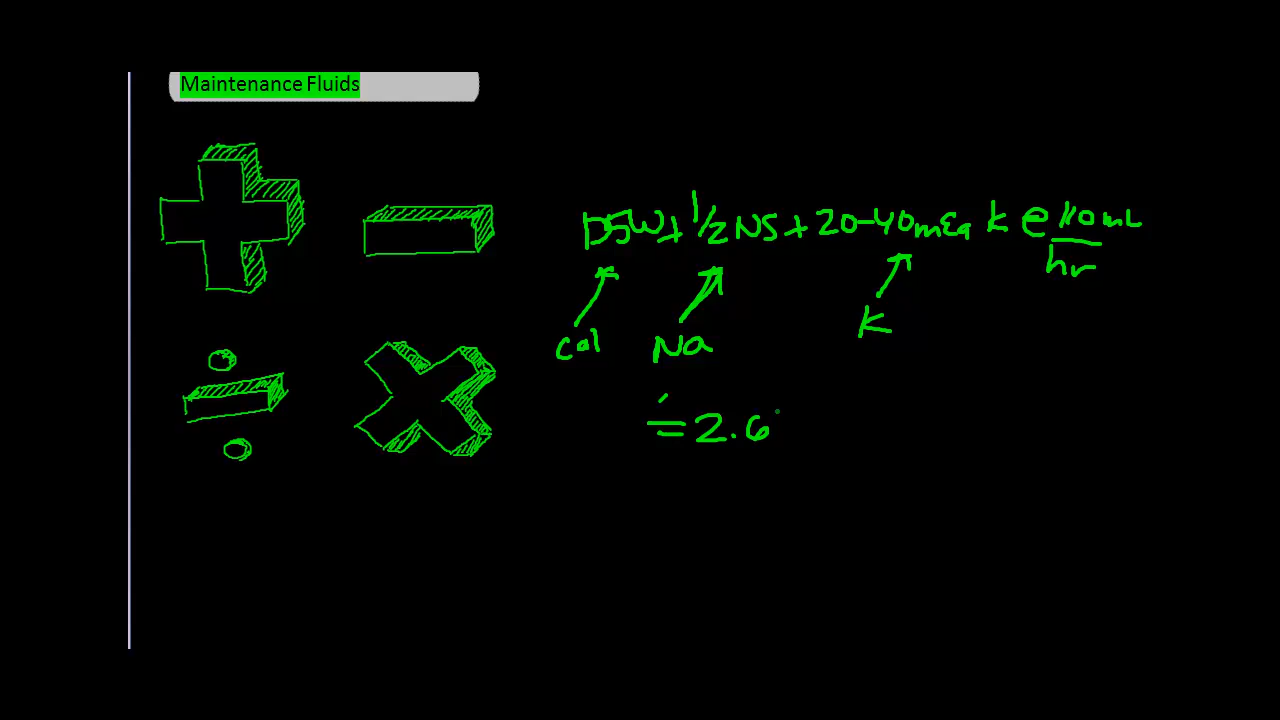 Maintenance Fluids
D5W+ 1/2 NS + 20-40 mEq K @ 110 mL
hr
cal Na K
= 2.6